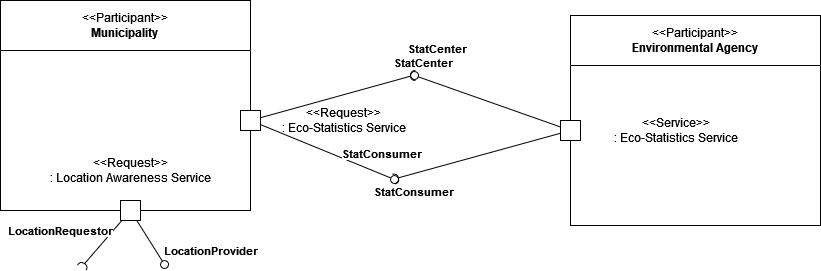 <<Participant>>
Municipality
<<Request>>
: Location Awareness Service
LocationRequestor
LocationProvider
StatCenter
StatCenter
<<Request>>
: Eco-Statistics Service
StatConsumer
StatConsumer
<<Participant>>
Environmental Agency
<<Service>>
: Eco-Statistics Service